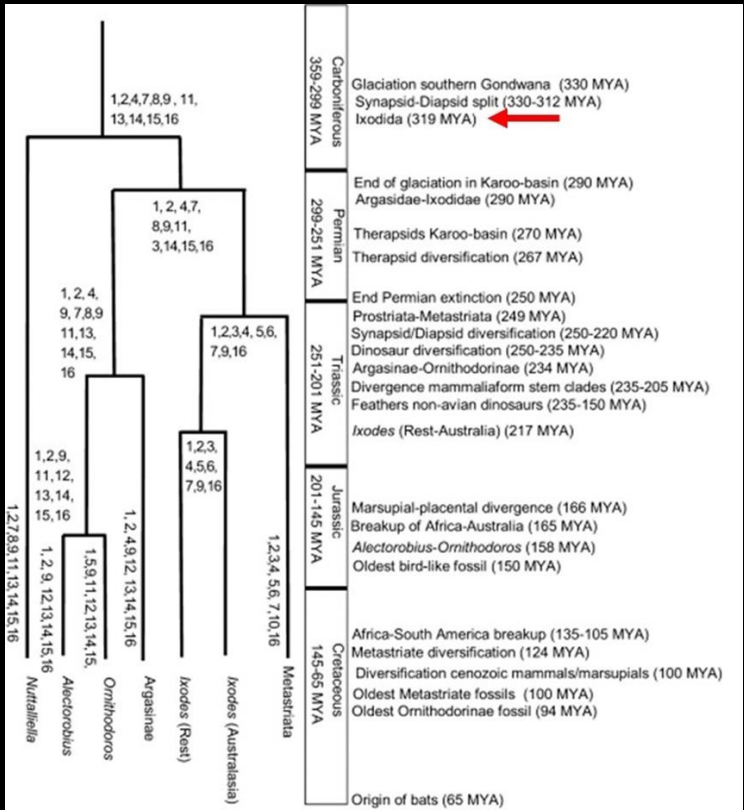 1,2,4,7,8,9 , 11,
13,14,15,16
1, 2, 4,7,
8,9,11,
3,14,15,16
1, 2, 4,
9,7,8,9
11,13,
14,15,
16
1,2,3,4, 5,6,
7,9,16
1,2,3,
4,5,6,
7,9,16
1,2,9,
11,12,
13,14,
15,16
1,2,7,8,9,11,13,14,15,16
1, 2, 9, 12,13,14,15,16
1,5,9,11,12,13,14,15,
1, 2, 4,9,12, 13,14,15,16
1,2,3,4, 5,6, 7,10,16
Nuttalliella
Alectorobius
Ornithodoros
Argasinae
Ixodes (Rest)
Ixodes (Australasia)
Metastriata
Carboniferous
359-299 MYA
Glaciation southern Gondwana (330 MYA)
Synapsid-Diapsid split (330-312 MYA)
Ixodida (319 MYA)
Permian
299-251 MYA
End of glaciation in Karoo-basin (290 MYA)
Argasidae-Ixodidae (290 MYA)
Therapsids Karoo-basin (270 MYA)
Therapsid diversification (267 MYA)
Triassic
251-201 MYA
End Permian extinction (250 MYA)
Prostriata-Metastriata (249 MYA)
Synapsid/Diapsid diversification (250-220 MYA)
Dinosaur diversification (250-235 MYA)
Argasinae-Ornithodorinae (234 MYA)
Divergence mammaliaform stem clades (235-205 MYA)
Feathers non-avian dinosaurs (235-150 MYA)
Ixodes (Rest-Australia) (217 MYA)
Jurassic
201-145 MYA
Marsupial-placental divergence (166 MYA)
Breakup of Africa-Australia (165 MYA)
Alectorobius-Ornithodoros (158 MYA)
Oldest bird-like fossil (150 MYA)
Cretaceous
145-65 MYA
Africa-South America breakup (135-105 MYA)
Metastriate diversification (124 MYA)
Diversification cenozoic mammals/marsupials (100 MYA)
Oldest Metastriate fossils (100 MYA)
Oldest Ornithodorinae fossil (94 MYA)
Origin of bats (65 MYA)